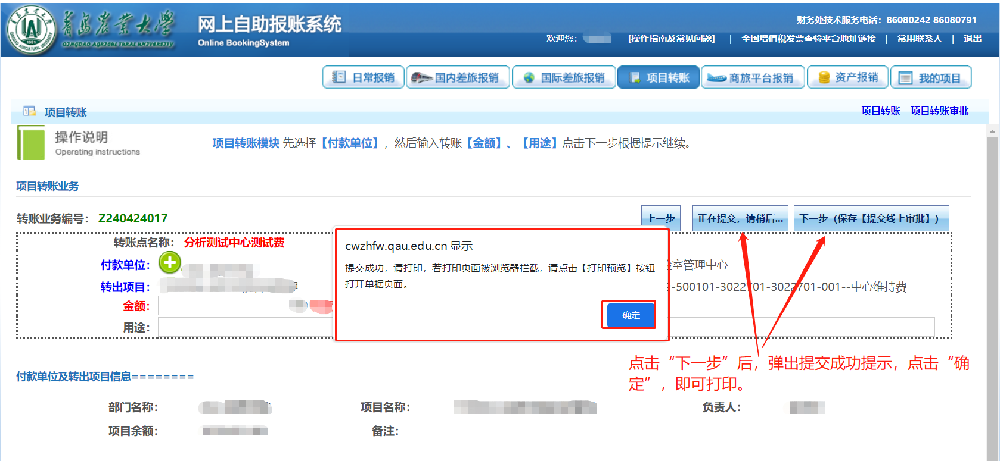 青岛农业大学
QINGDAO AGRICULTURAL UNIVERSITY
网上自助报账系统
Online BookingSystem
财务处技术服务电话：86080242 86080791
欢迎您：
[操作指南及常见问题] | 全国增值税发票查验平台地址链接 | 常用联系人 | 退出
日常报销 国内差旅报销 国际差旅报销 项目转账 商旅平台报销 资产报销 我的项目
项目转账
项目转账 项目转账审批
操作说明
Operating instructions
项目转账模块 先选择【付款单位】，然后输入转账【金额】、【用途】点击下一步根据提示继续。
项目转账业务
转账业务编号： Z240424017
上一步 正在提交，请稍后... 下一步（保存【提交线上审批】）
转账点名称： 分析测试中心测试费
付款单位：
室管理中心
转出项目：
-500101-3022701-3022701-001--中心维持费
金额：
用途：
cwzhfw.qau.edu.cn 显示
提交成功，请打印，若打印页面被浏览器拦截，请点击【打印预览】按钮
打开单据页面。
确定
点击“下一步”后，弹出提交成功提示，点击“确
定”，即可打印。
付款单位及转出项目信息========
部门名称： 项目名称： 负责人：
项目余额： 备注：